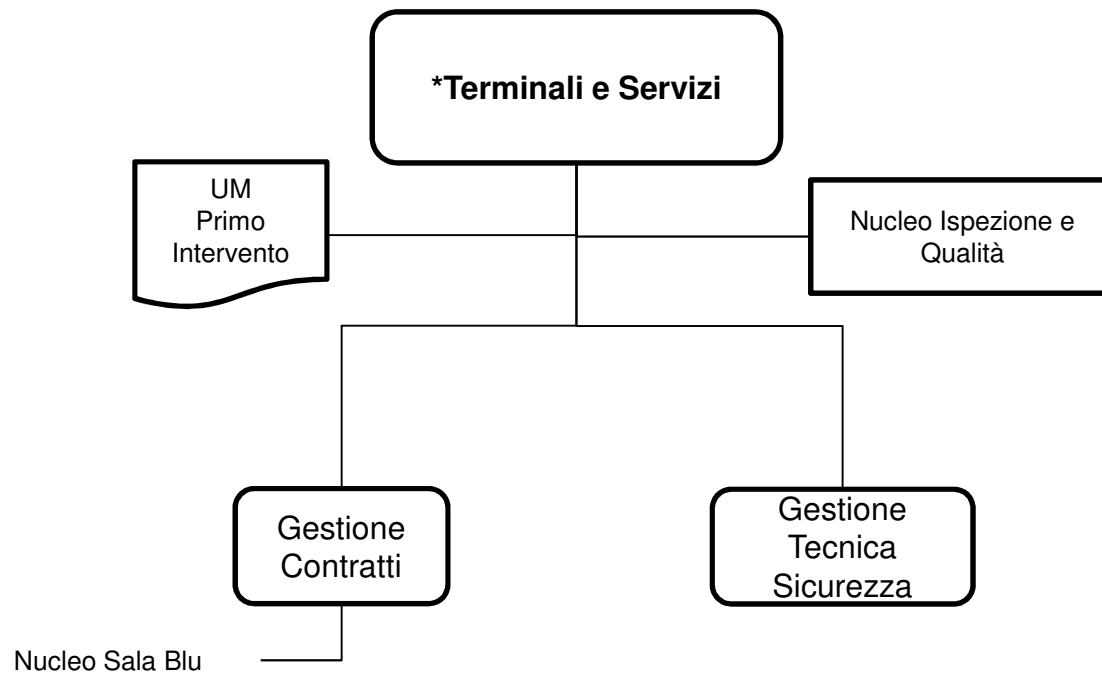 *Terminali e Servizi
UM
Primo
Intervento
Nucleo Ispezione e
Qualità
Gestione
Contratti
Gestione
Tecnica
Sicurezza
Nucleo Sala Blu